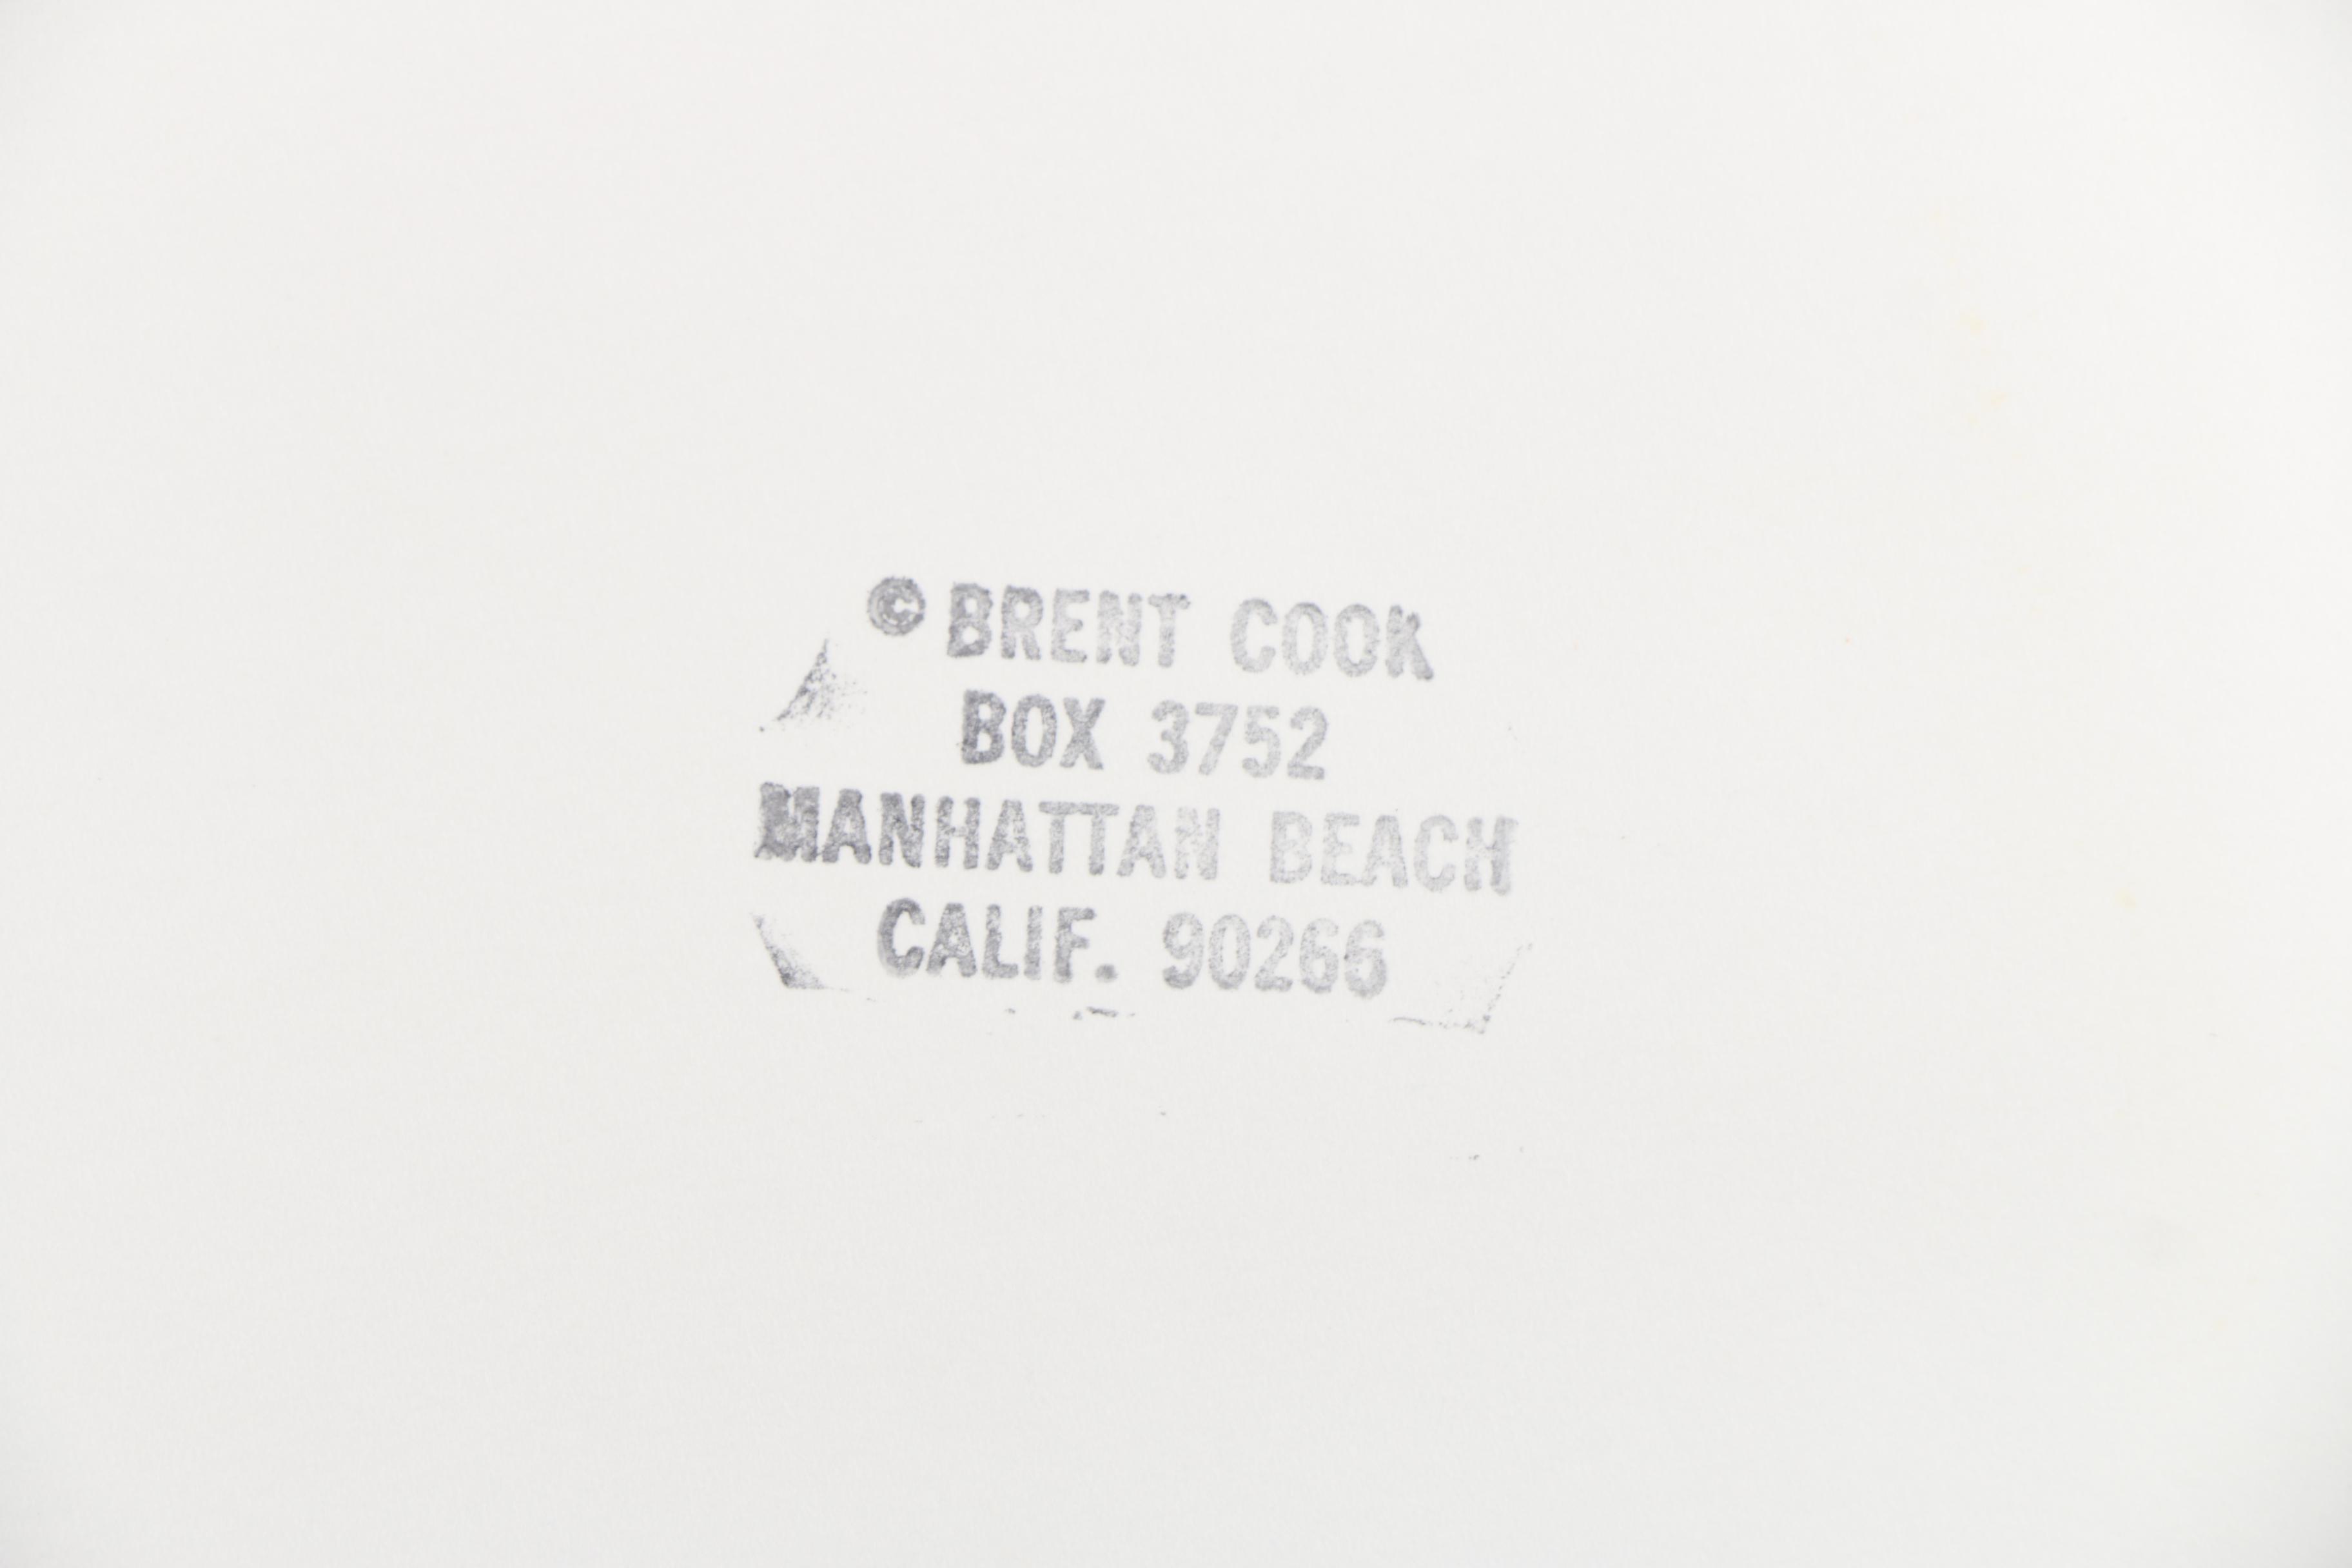 © BRENT COOK
BOX 3752
MANHATTAN BEACH
CALIF. 90266